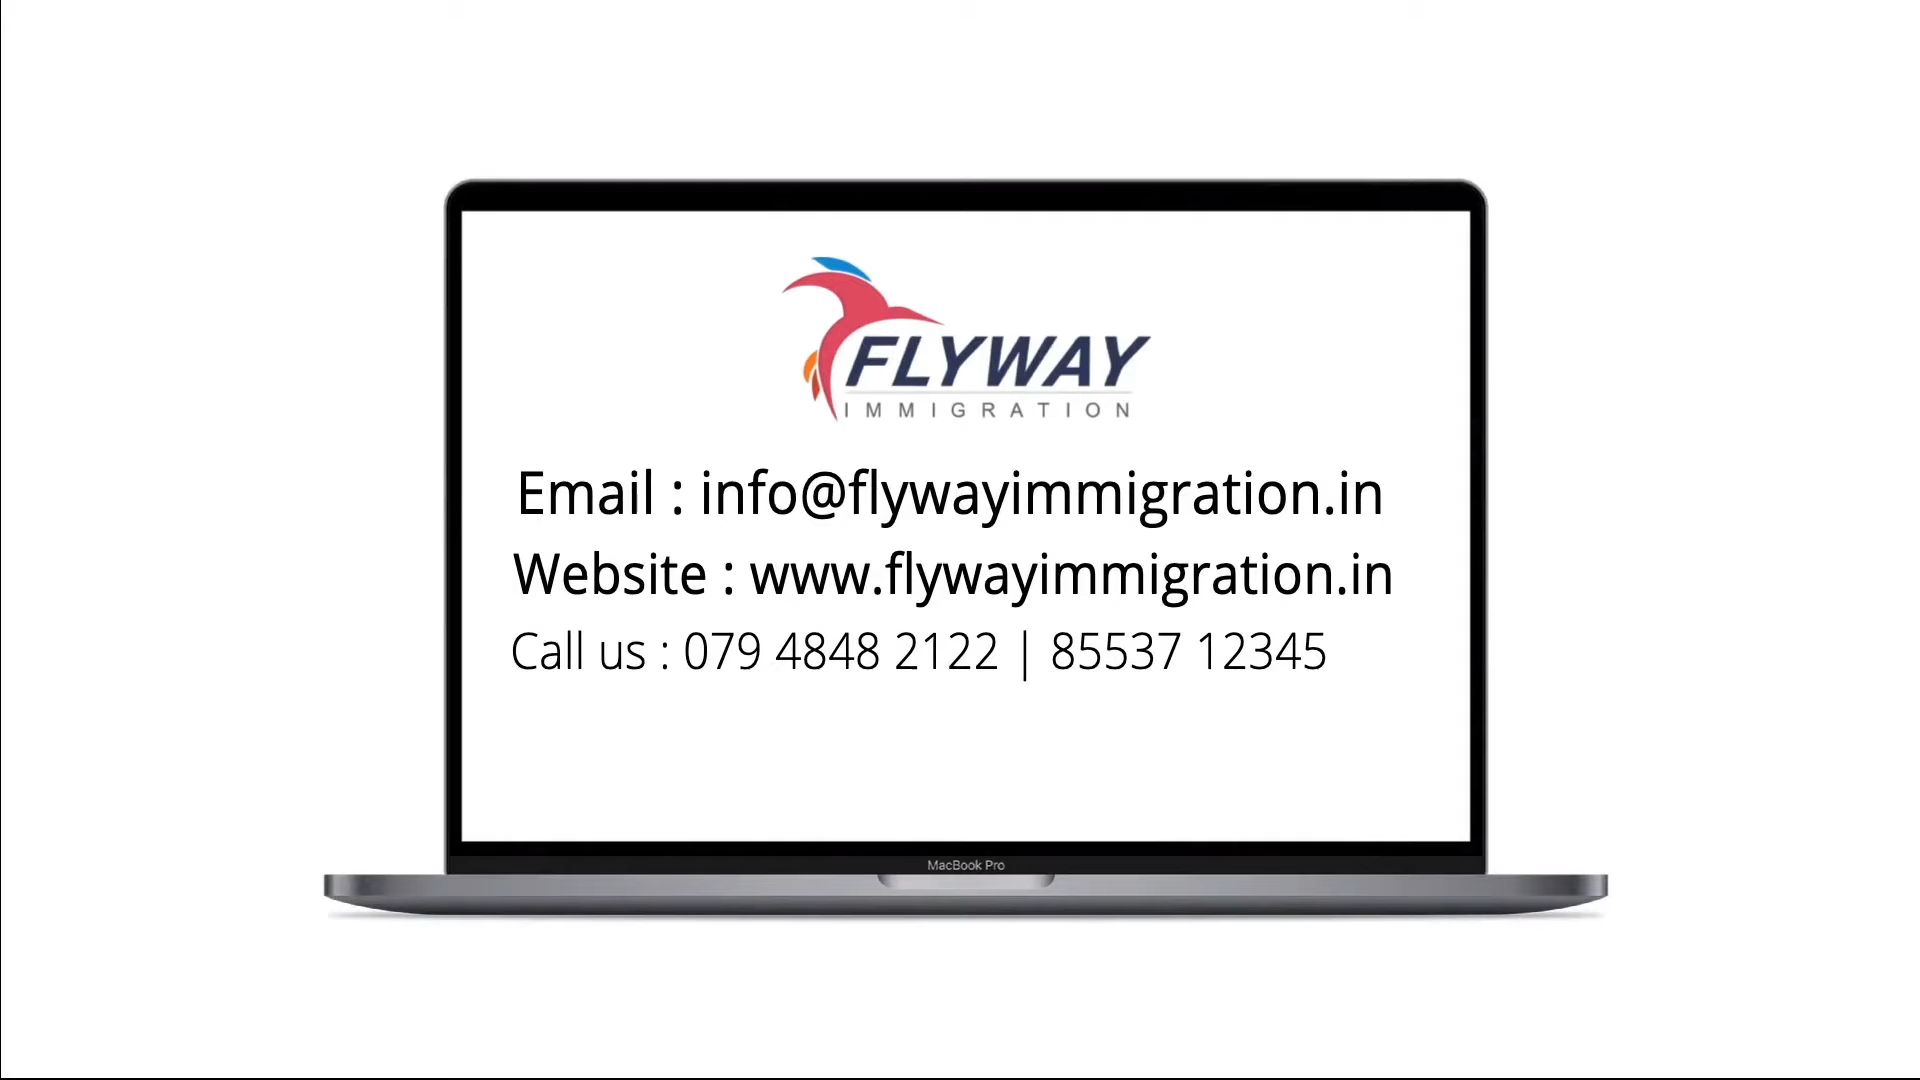 FLYWAY
IMMIGRATION
Email : info@flywayimmigration.in
Website : www.flywayimmigration.in
Call us : 079 4848 2122 | 85537 12345
MacBook Pro